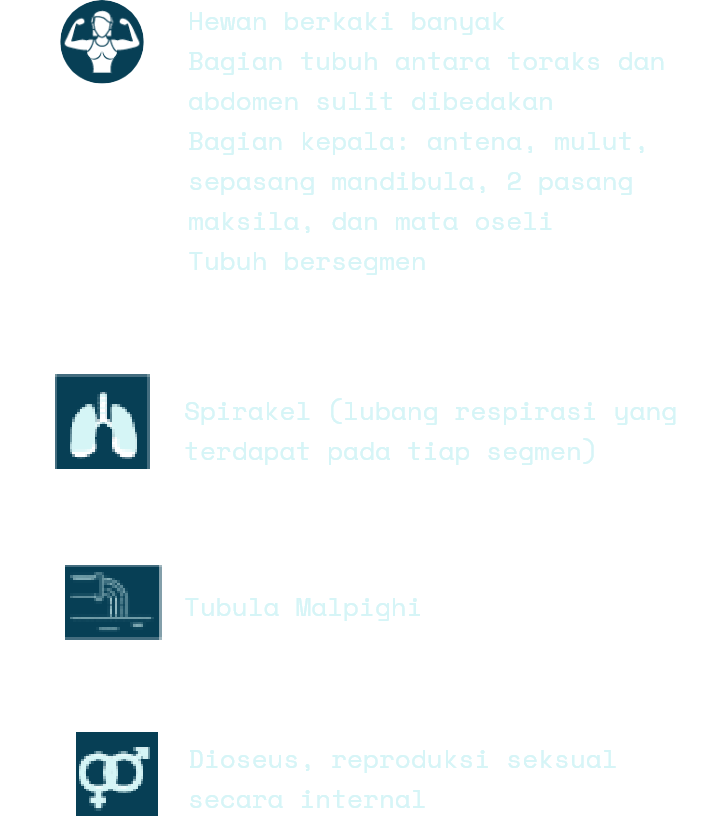 Hewan berkaki banyak
Bagian tubuh antara toraks dan
abdomen sulit dibedakan
Bagian kepala: antena, mulut,
sepasang mandibula, 2 pasang
maksila, dan mata oseli
Tubuh bersegmen
Spirakel (lubang respirasi yang
terdapat pada tiap segmen)
Tubula Malpighi
Dioseus, reproduksi seksual
secara internal